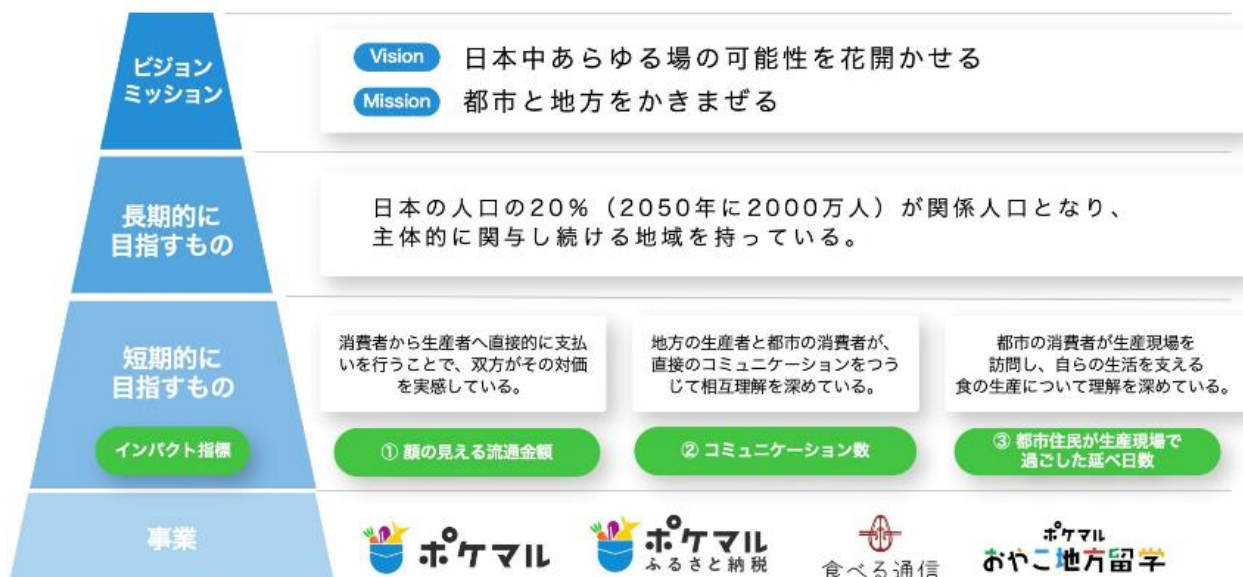 ビジョン
ミッション
Vision 日本中あらゆる場の可能性を花開かせる
Mission 都市と地方をかきまぜる
長期的に
目指すもの
日本の人口の20%（2050年に2000万人）が関係人口となり、
主体的に関与し続ける地域を持っている。
短期的に
目指すもの
インパクト指標
消費者から生産者へ直接的に支払
いを行うことで、双方がその対価
を実感している。
① 顔の見える流通金額
地方の生産者と都市の消費者が、
直接のコミュニケーションをつう
じて相互理解を深めている。
② コミュニケーション数
都市の消費者が生産現場を
訪問し、自らの生活を支える
食の生産について理解を深めている。
③ 都市住民が生産現場で
過ごした延べ日数
事業
ポケマル
ポケマル
ふるさと納税
食べる通信
ポケマル
おやこ地方留学